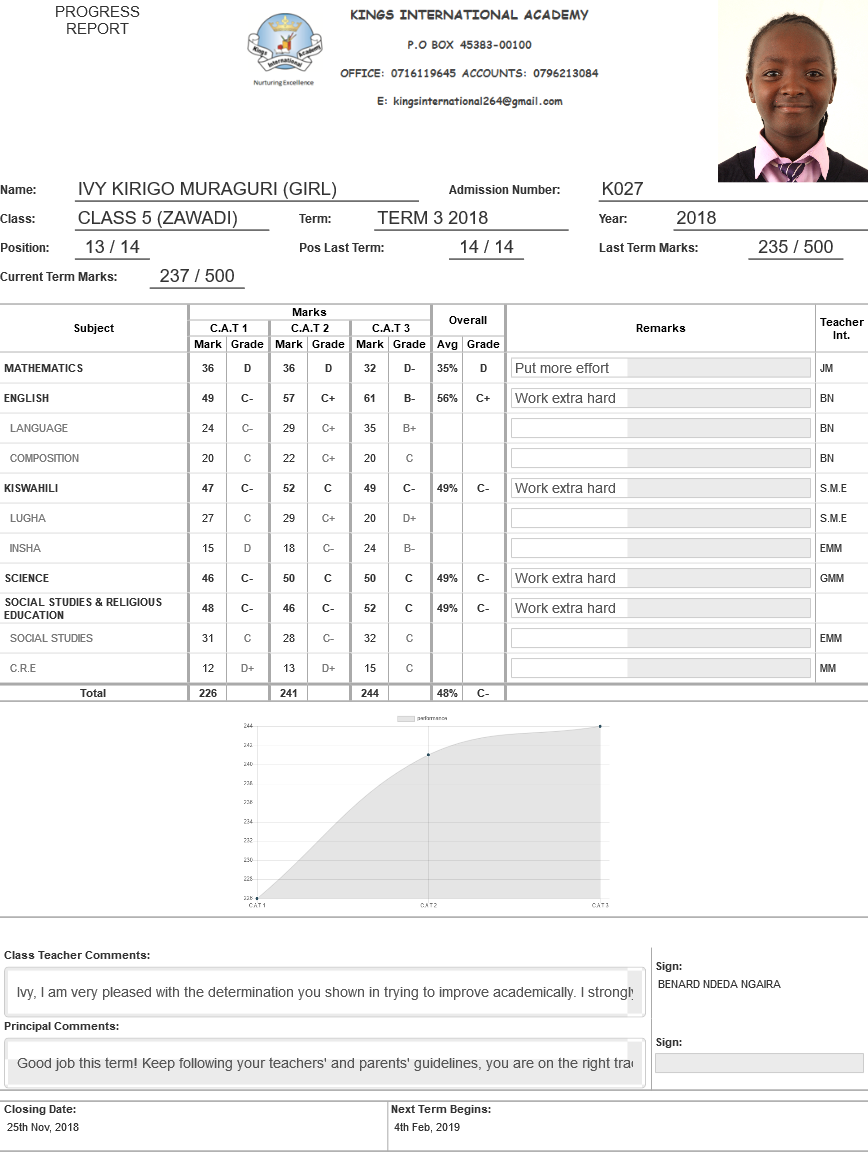 PROGRESS
REPORT
Kings International Academy
Nurturing Excellence
KINGS INTERNATIONAL ACADEMY
P.O BOX 45383-00100
OFFICE: 0716119645 ACCOUNTS: 0796213084
E: kingsinternational264@gmail.com
Name: IVY KIRIGO MURAGURI (GIRL) Admission Number: K027
Class: CLASS 5 (ZAWADI) Term: TERM 3 2018 Year: 2018
Position: 13 / 14 Pos Last Term: 14 / 14 Last Term Marks: 235 / 500
Current Term Marks: 237 / 500
Subject Marks Overall Remarks Teacher Int.
C.A.T 1 C.A.T 2 C.A.T 3
Mark Grade Mark Grade Mark Grade Avg Grade
MATHEMATICS 36 D 36 D 32 D- 35% D Put more effort JM
ENGLISH 49 C- 57 C+ 61 B- 56% C+ Work extra hard BN
LANGUAGE 24 C- 29 C+ 35 B+ BN
COMPOSITION 20 C 22 C+ 20 C BN
KISWAHILI 47 C- 52 C 49 C- 49% C- Work extra hard S.M.E
LUGHA 27 C 29 C+ 20 D+ S.M.E
INSHA 15 D 18 C- 24 B- EMM
SCIENCE 46 C- 50 C 50 C 49% C- Work extra hard GMM
SOCIAL STUDIES & RELIGIOUS EDUCATION 48 C- 46 C- 52 C 49% C- Work extra hard
SOCIAL STUDIES 31 C 28 C- 32 C EMM
C.R.E 12 D+ 13 D+ 15 C MM
Total 226 241 244 48% C-
performance
244
242
240
238
236
234
232
230
228
226
CAT1 CAT2 CAT3
Class Teacher Comments:
Ivy, I am very pleased with the determination you shown in trying to improve academically. I strongly
Sign:
BENARD NDEDA NGAIRA
Principal Comments:
Good job this term! Keep following your teachers' and parents' guidelines, you are on the right
Sign:
Closing Date: Next Term Begins:
25th Nov, 2018 4th Feb, 2019